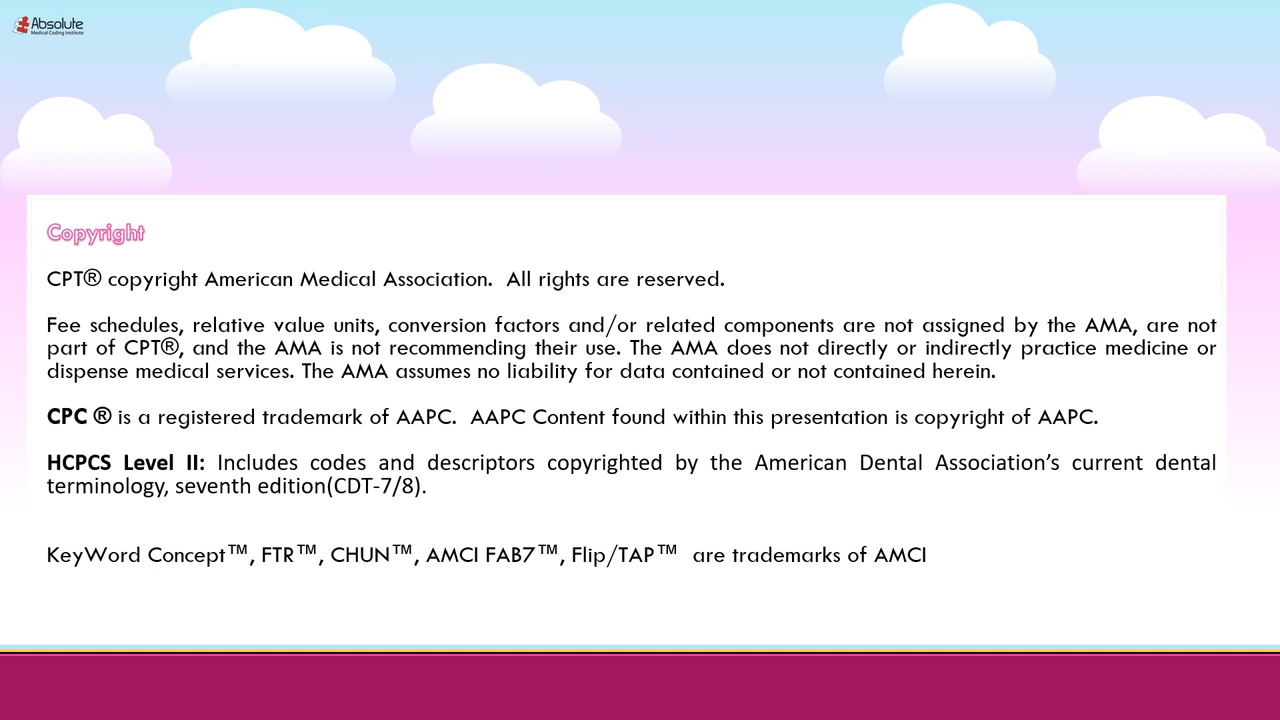 Absolute
Medical Coding Institute
Copyright
CPT® copyright American Medical Association.  All rights are reserved.
Fee schedules, relative value units, conversion factors and/or related components are not assigned by the AMA, are not
part of CPT®, and the AMA is not recommending their use. The AMA does not directly or indirectly practice medicine or
dispense medical services. The AMA assumes no liability for data contained or not contained herein.
CPC ® is a registered trademark of AAPC.  AAPC Content found within this presentation is copyright of AAPC.
HCPCS Level II: Includes codes and descriptors copyrighted by the American Dental Association’s current dental
terminology, seventh edition(CDT-7/8).
KeyWord Concept™, FTR™, CHUN™, AMCI FAB7™, Flip/TAP™  are trademarks of AMCI